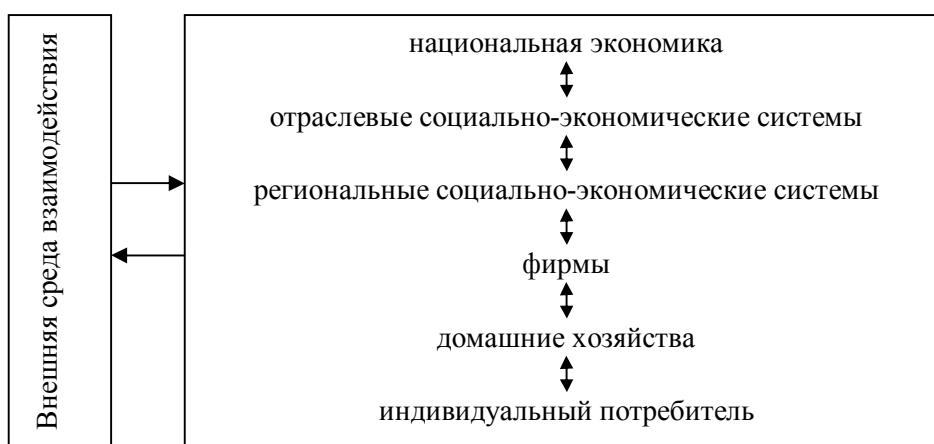 Внешняя среда взаимодействия
национальная экономика
отраслевые социально-экономические системы
региональные социально-экономические системы
фирмы
домашние хозяйства
индивидуальный потребитель